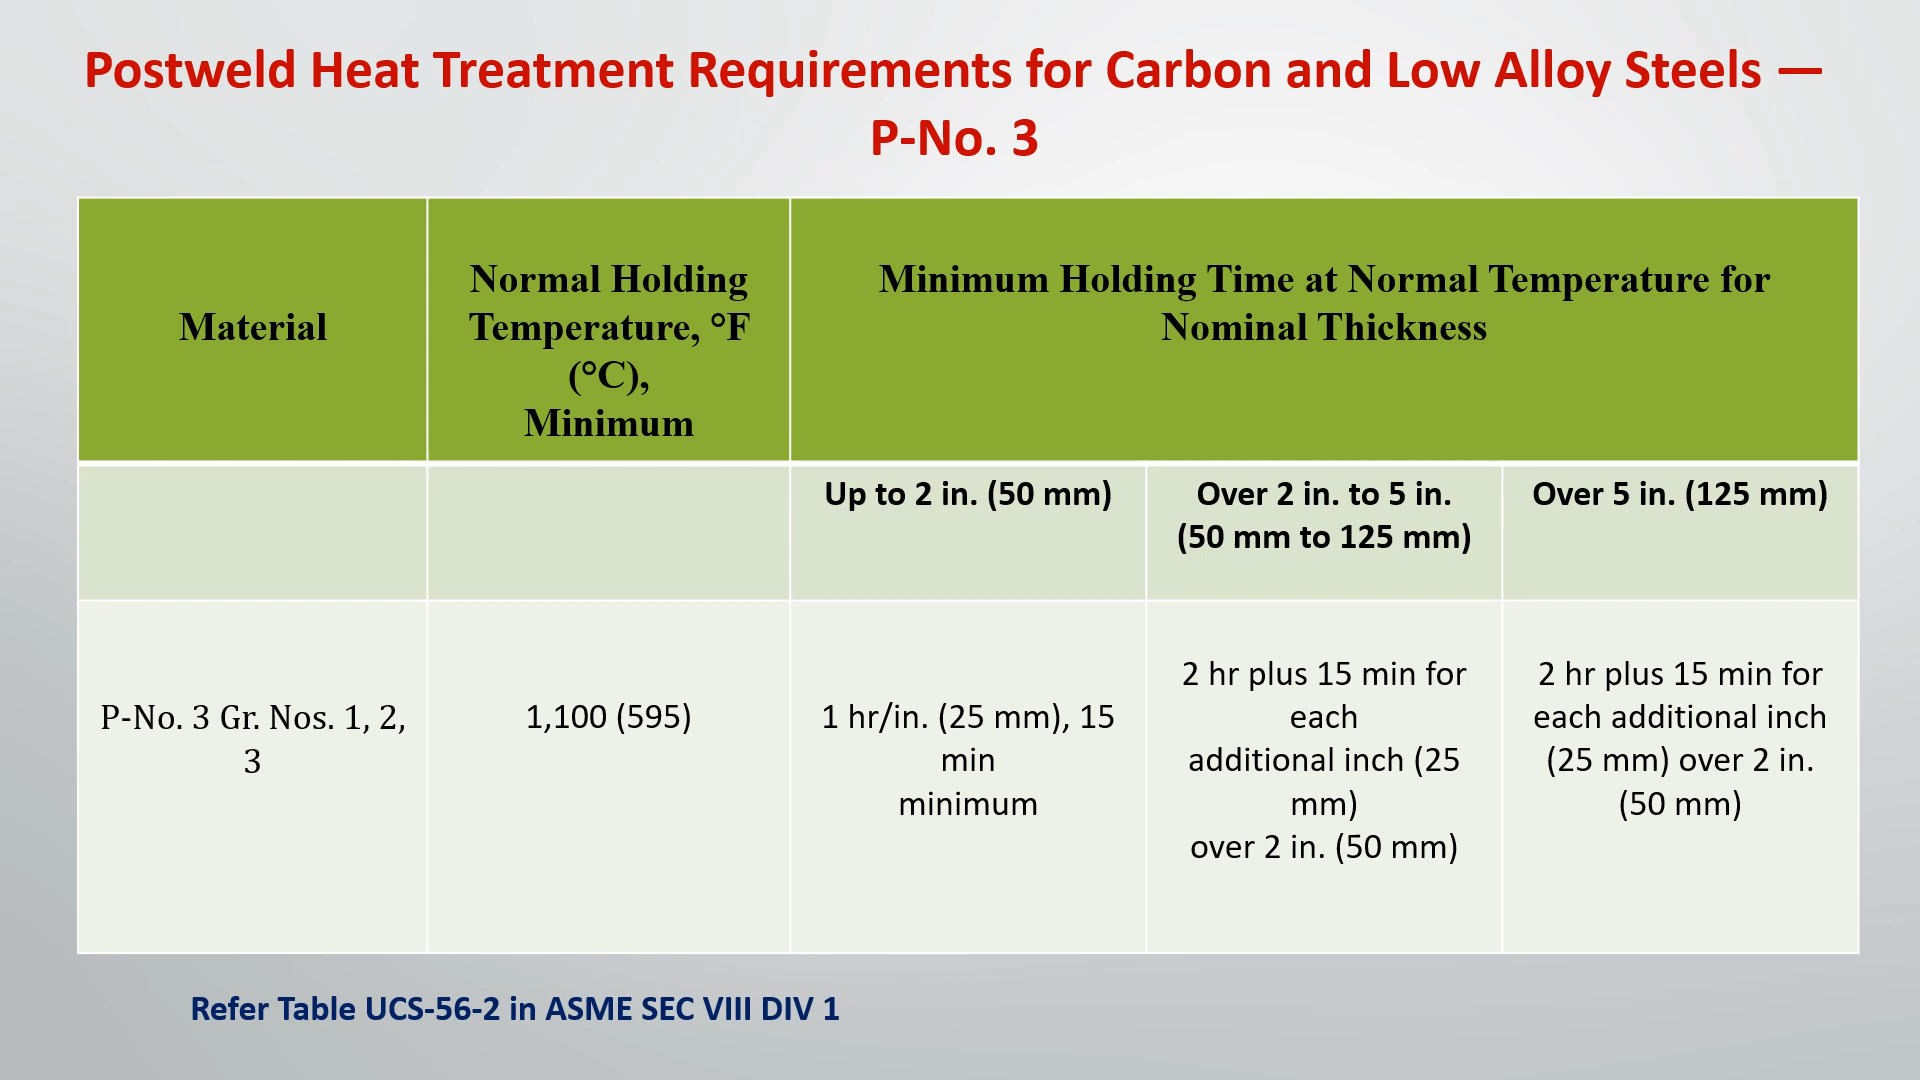 Postweld Heat Treatment Requirements for Carbon and Low Alloy Steels —
P-No. 3
Material
Normal Holding
Temperature, °F
(°C),
Minimum
Minimum Holding Time at Normal Temperature for
Nominal Thickness
Up to 2 in. (50 mm)
Over 2 in. to 5 in.
(50 mm to 125 mm)
Over 5 in. (125 mm)
P-No. 3 Gr. Nos. 1, 2,
3
1,100 (595)
1 hr/in. (25 mm), 15
min
minimum
2 hr plus 15 min for
each
additional inch (25
mm)
over 2 in. (50 mm)
2 hr plus 15 min for
each additional inch
(25 mm) over 2 in.
(50 mm)
Refer Table UCS-56-2 in ASME SEC VIII DIV 1